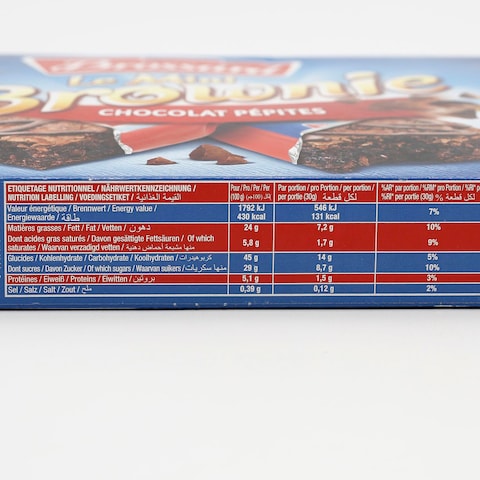 Brossard
Le Mini
Brownie
CHOCOLAT PÉPITES
ETIQUETAGE NUTRITIONNEL / NÄHRWERTKENNZEICHNUNG / NUTRITION LABELLING / VOEDINGSETIKET / القيمة الغذائية
Pour / Pro / Per / Per (100 g)
Par portion / pro Portion / per portion / per portie (30g) لكل قطعة
Valeur énergétique / Brennwert / Energy value / Energiewaarde / طاقة 1792 kJ 430 kcal 546 kJ 131 kcal 7%
Matières grasses / Fett / Fat / Vetten / دهون 24 g 7,2 g 10%
Dont acides gras saturés / Davon gesättigte Fettsäuren / Of which saturates / Waarvan verzadigd vetten / 5,8 g 1,7 g 9%
Glucides / Kohlenhydrate / Carbohydrate / Koolhydraten / كربوهيدرات 45 g 14 g 5%
Dont sucres / Davon Zucker / Of which sugars / Waarvan suikers / منها سكريات 29 g 8,7 g 10%
Protéines / Eiweiß / Proteins / Eiwitten / بروتين 5,1 g 1,5 g 3%
Sel / Salz / Salt / Zout / ملح 0,39 g 0,12 g 2%